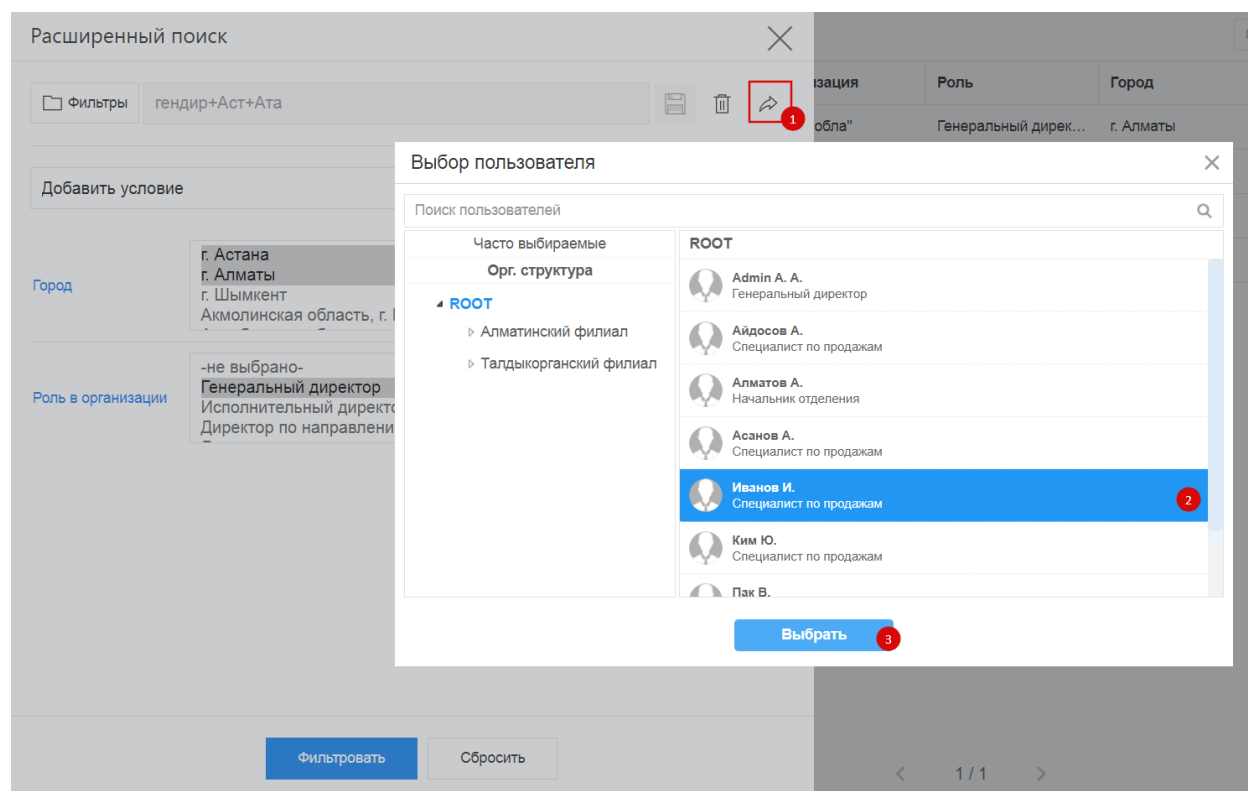 Расширенный поиск
Фильтры
гендир+Аст+Ата
1
Роль
Город
обла"
Генеральный дирек...
г. Алматы
Добавить условие
Город
г. Астана
г. Алматы
г. Шымкент
Акмолинская область, г.
Роль в организации
-не выбрано-
Генеральный директор
Исполнительный директо
Директор по направлени
Выбор пользователя
Поиск пользователей
Часто выбираемые
Орг. структура
ROOT
Алматинский филиал
Талдыкорганский филиал
ROOT
Admin A. A.
Генеральный директор
Айдосов А.
Специалист по продажам
Алматов А.
Начальник отделения
Асанов А.
Специалист по продажам
Иванов И.
Специалист по продажам
2
Ким Ю.
Специалист по продажам
Пак В.
Выбрать
3
Фильтровать
Сбросить
1 / 1